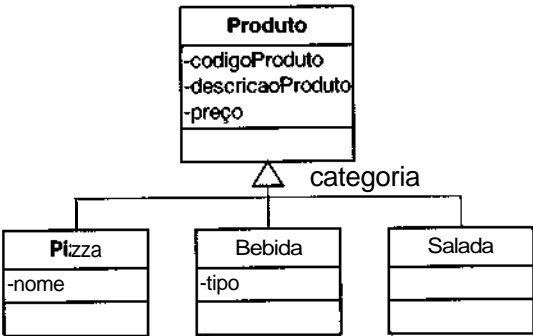 Produto
-codigoProduto
-descricaoProduto
-preço
categoria
Pizza
-nome
Bebida
-tipo
Salada